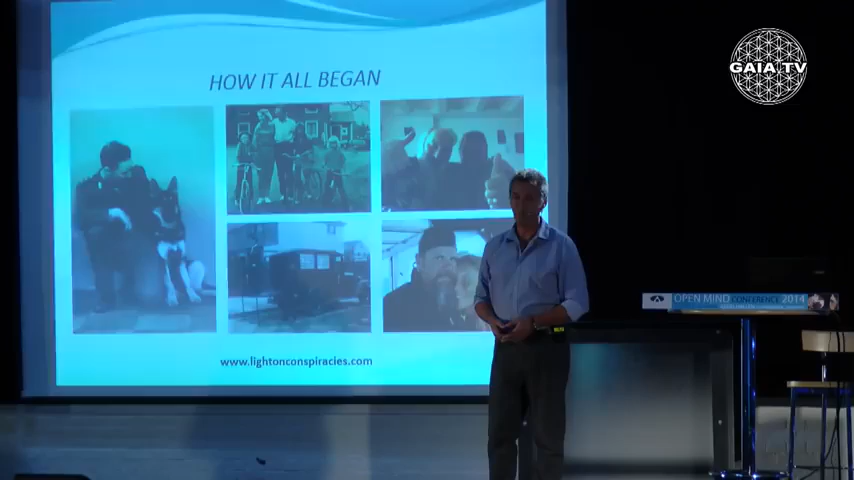 HOW IT ALL BEGAN
www.lightonconspiracies.com
GAIA TV
OPEN MIND CONFERENCE 2014